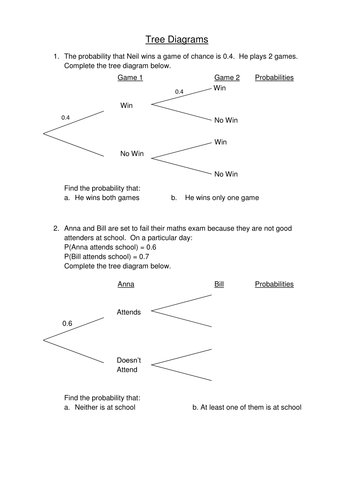 Tree Diagrams
1. The probability that Neil wins a game of chance is 0.4. He plays 2 games.
Complete the tree diagram below.
Game 1 Game 2 Probabilities
0.4 Win
Win
0.4
No Win
Win
No Win
No Win
Find the probability that:
a. He wins both games b. He wins only one game
2. Anna and Bill are set to fail their maths exam because they are not good
attenders at school. On a particular day:
P(Anna attends school) = 0.6
P(Bill attends school) = 0.7
Complete the tree diagram below.
Anna Bill Probabilities
Attends
0.6
Doesn't
Attend
Find the probability that:
a. Neither is at school b. At least one of them is at school